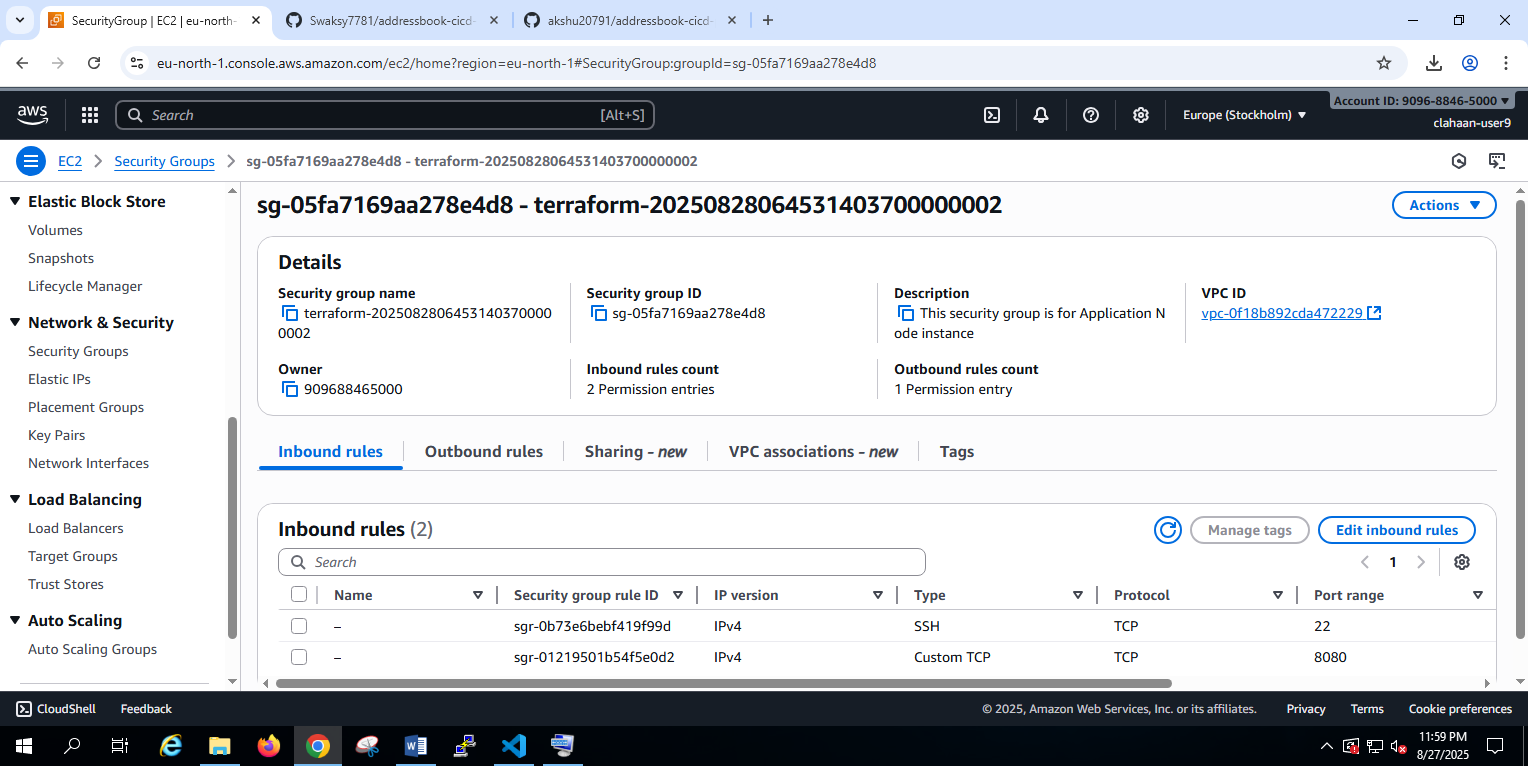 SecurityGroup | EC2 | eu-north-
Swaksy7781/addressbook-cicd-
akshu20791/addressbook-cicd-
eu-north-1.console.aws.amazon.com/ec2/home?region=eu-north-1#SecurityGroup:groupId=sg-05fa7169aa278e4d8
aws
Search [Alt+S]
Europe (Stockholm)
Account ID: 9096-8846-5000
clahaan-user9
EC2
Security Groups
sg-05fa7169aa278e4d8 - terraform-20250828064531403700000002
Elastic Block Store
Volumes
Snapshots
Lifecycle Manager
Network & Security
Security Groups
Elastic IPs
Placement Groups
Key Pairs
Network Interfaces
Load Balancing
Load Balancers
Target Groups
Trust Stores
Auto Scaling
Auto Scaling Groups
sg-05fa7169aa278e4d8 - terraform-20250828064531403700000002
Actions
Details
Security group name
terraform-2025082806453140370000
0002
Security group ID
sg-05fa7169aa278e4d8
Description
This security group is for Application N
ode instance
VPC ID
vpc-0f18b892cda472229
Owner
909688465000
Inbound rules count
2 Permission entries
Outbound rules count
1 Permission entry
Inbound rules
Outbound rules
Sharing - new
VPC associations - new
Tags
Inbound rules (2)
Manage tags
Edit inbound rules
Search
1
Name Security group rule ID IP version Type Protocol Port range
– sgr-0b73e6bebf419f99d IPv4 SSH TCP 22
– sgr-01219501b54f5e0d2 IPv4 Custom TCP TCP 8080
CloudShell
Feedback
© 2025, Amazon Web Services, Inc. or its affiliates.
Privacy
Terms
Cookie preferences
11:59 PM
8/27/2025